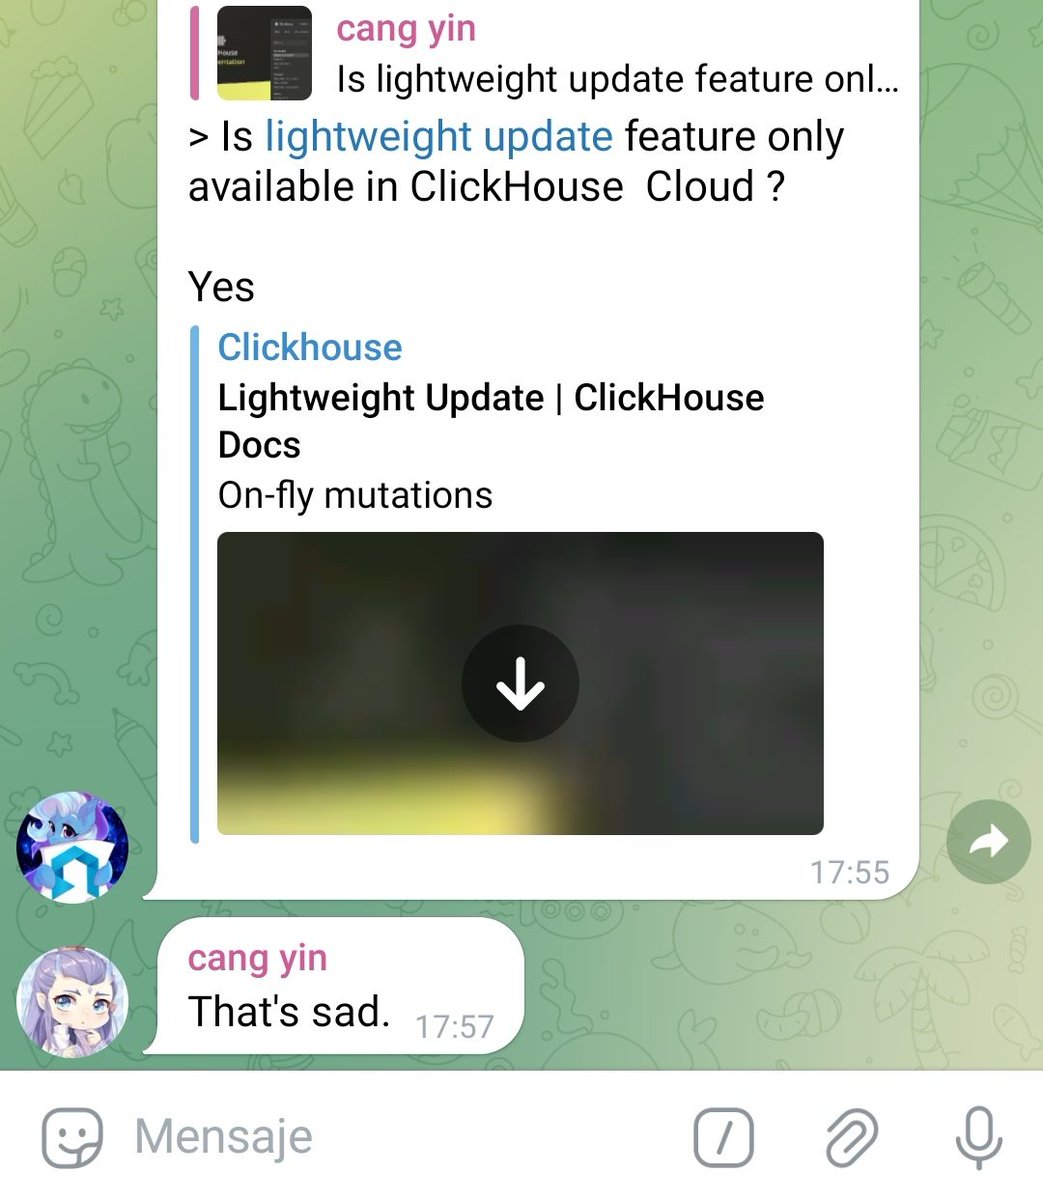 cang yin
Is lightweight update feature onl...
> Is lightweight update feature only
available in ClickHouse  Cloud ?
Yes
Clickhouse
Lightweight Update | ClickHouse
Docs
On-fly mutations
17:55
cang yin
That's sad.
17:57
Mensaje